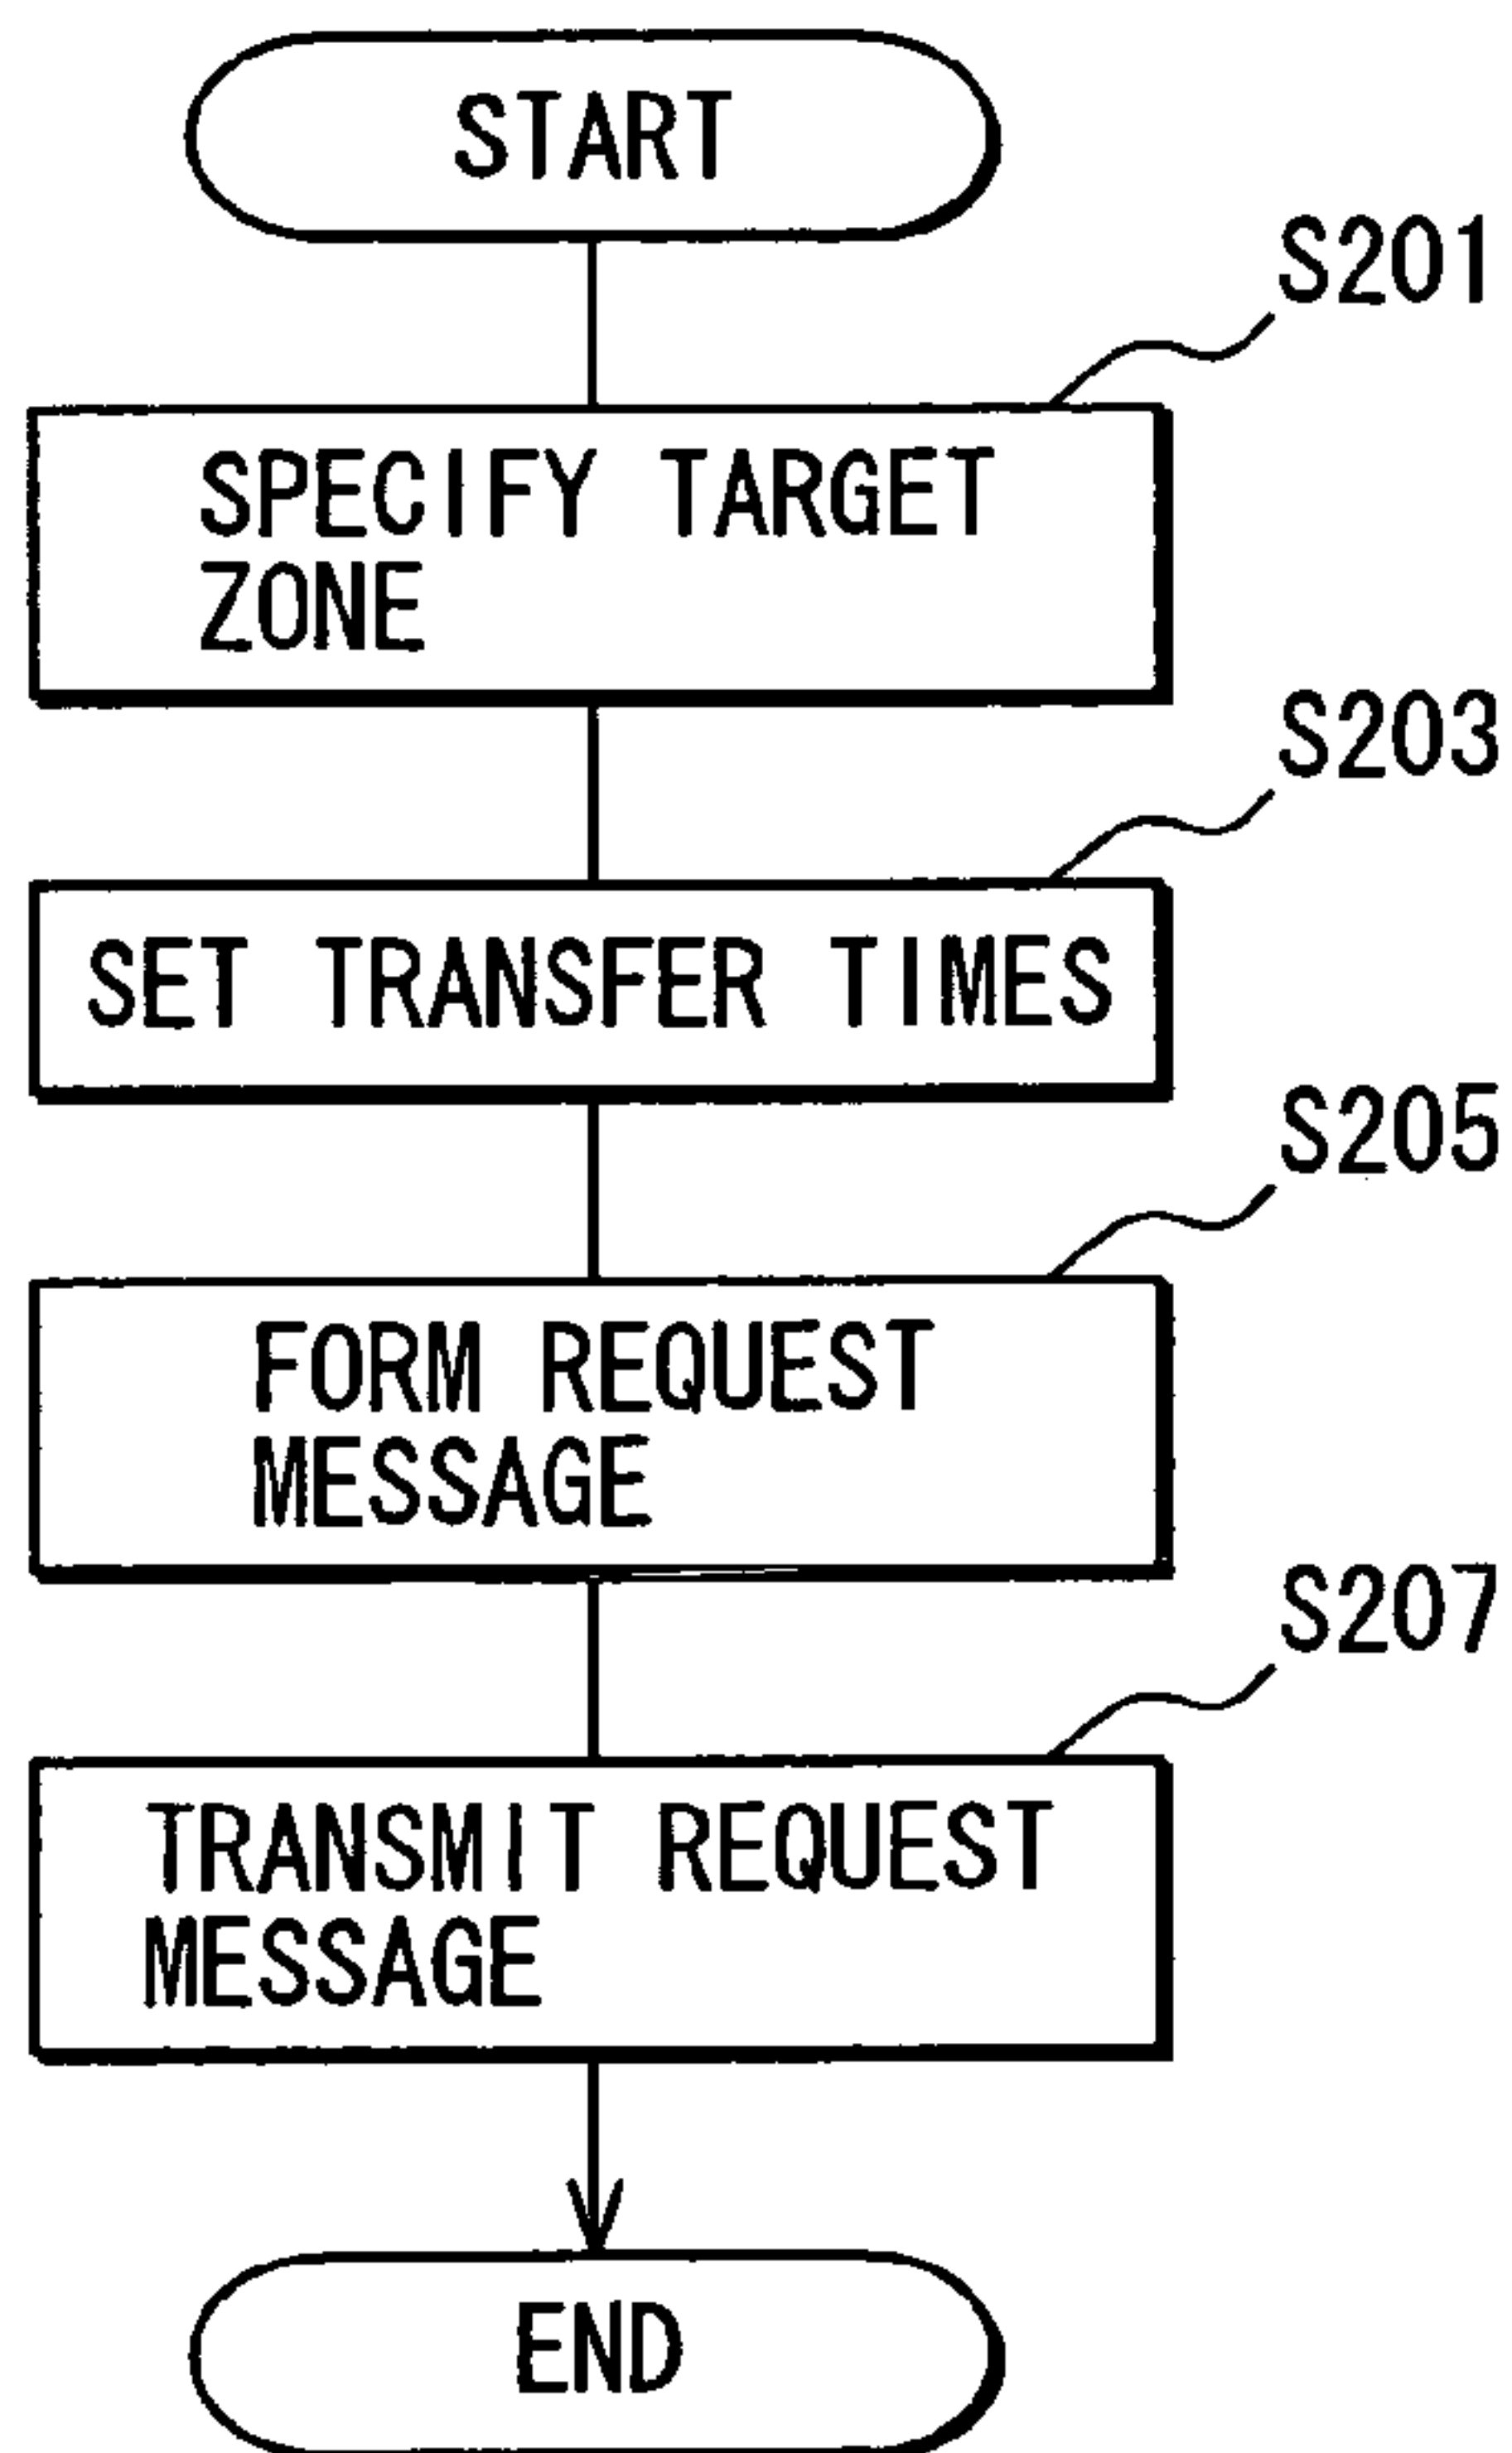 START
S201
SPECIFY TARGET
ZONE
S203
SET TRANSFER TIMES
S205
FORM REQUEST
MESSAGE
S207
TRANSMIT REQUEST
MESSAGE
END